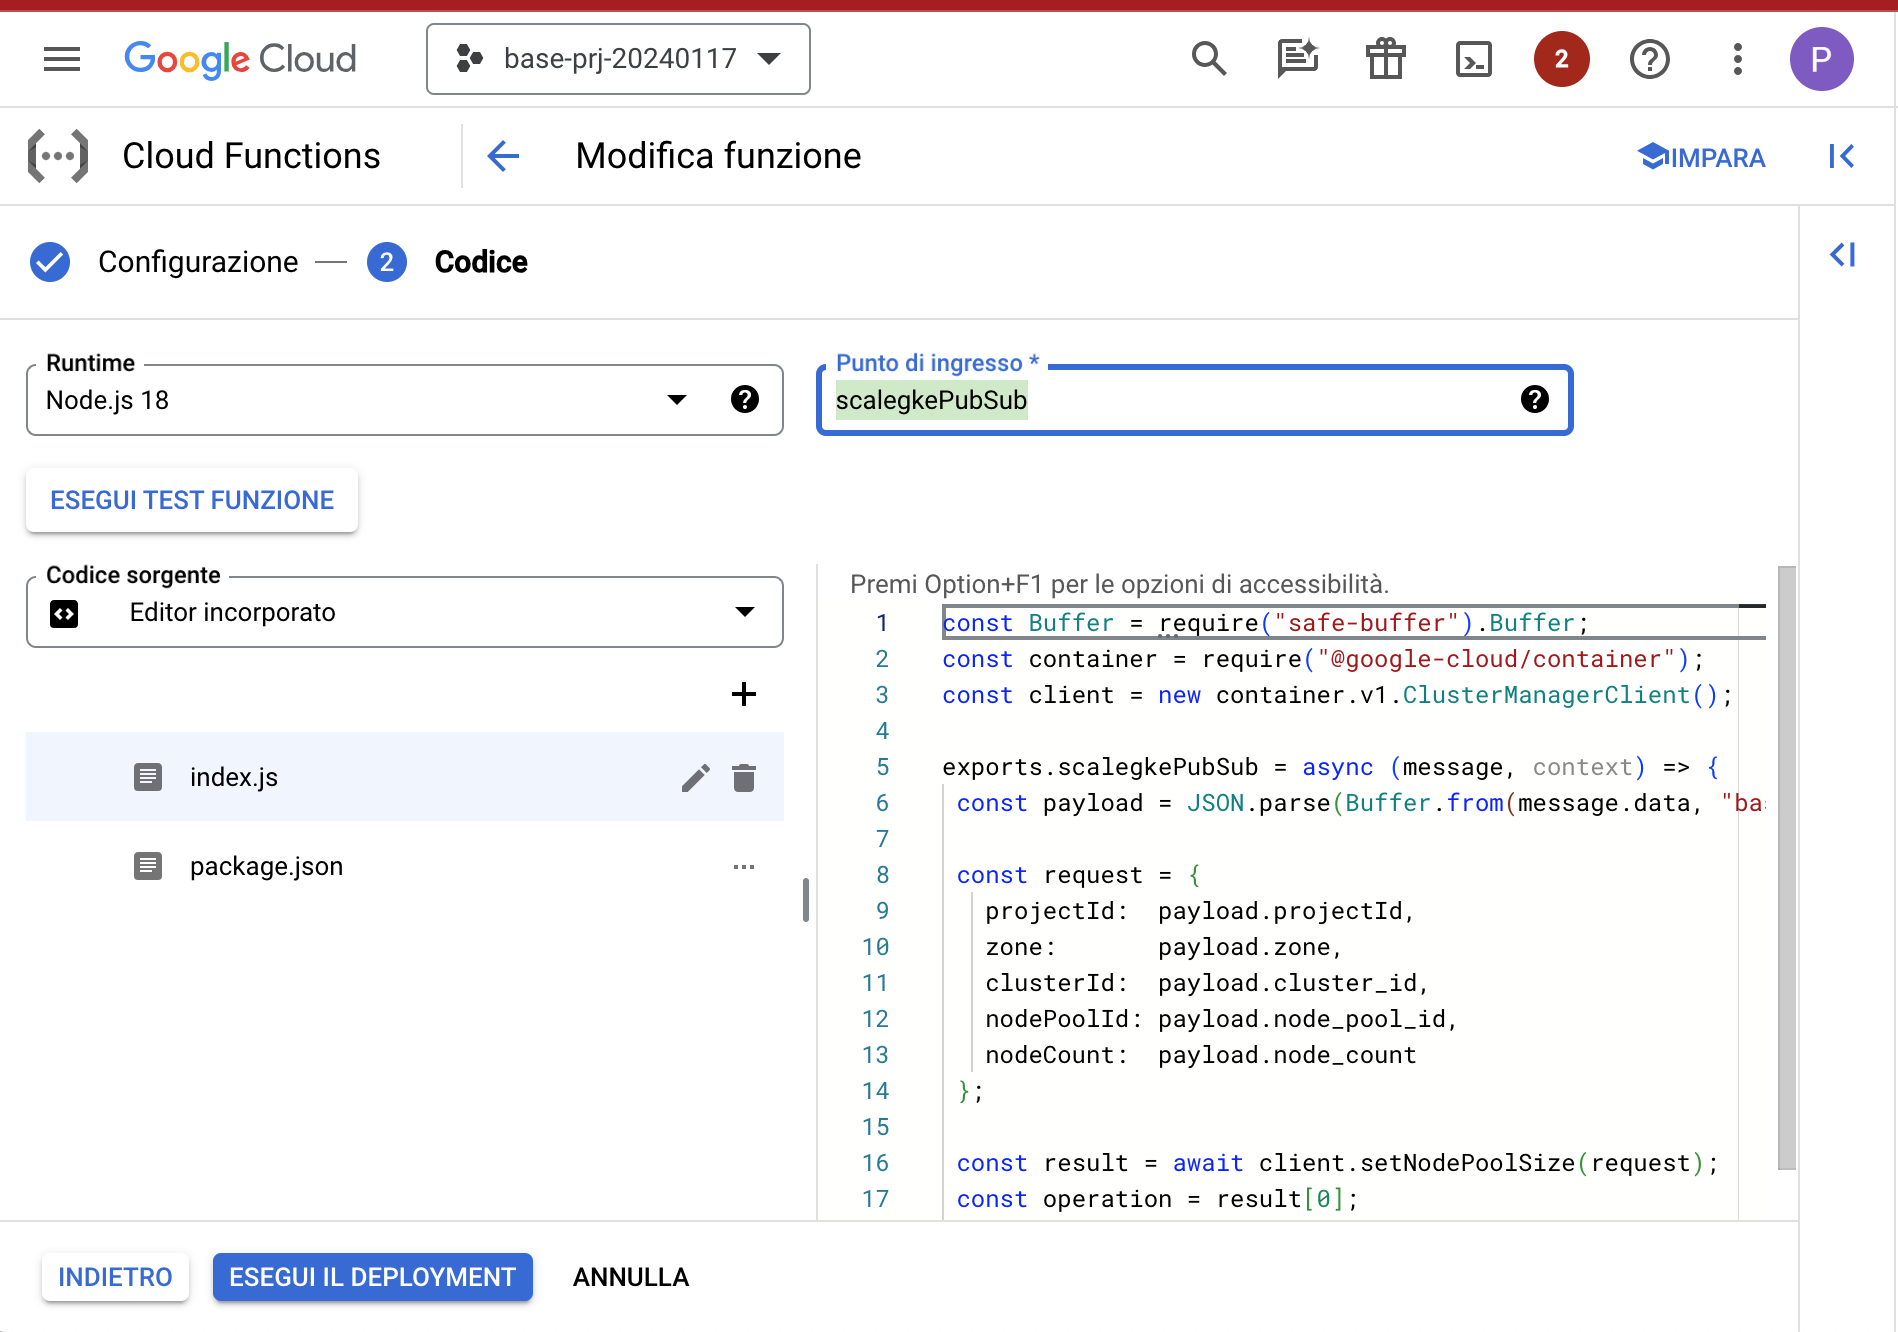 Google Cloud
base-prj-20240117
2
P
Cloud Functions
Modifica funzione
IMPARA
Configurazione
2
Codice
Runtime
Node.js 18
Punto di ingresso *
scalegkePubSub
ESEGUI TEST FUNZIONE
Codice sorgente
Editor incorporato
index.js
package.json
Premi Option+F1 per le opzioni di accessibilità.
1 const Buffer = require("safe-buffer").Buffer;
2 const container = require("@google-cloud/container");
3 const client = new container.v1.ClusterManagerClient();
4
5 exports.scalegkePubSub = async (message, context) => {
6 const payload = JSON.parse(Buffer.from(message.data, "ba
7
8 const request = {
9 projectId: payload.projectId,
10 zone: payload.zone,
11 clusterId: payload.cluster_id,
12 nodePoolId: payload.node_pool_id,
13 nodeCount: payload.node_count
14 };
15
16 const result = await client.setNodePoolSize(request);
17 const operation = result[0];
INDIETRO
ESEGUI IL DEPLOYMENT
ANNULLA